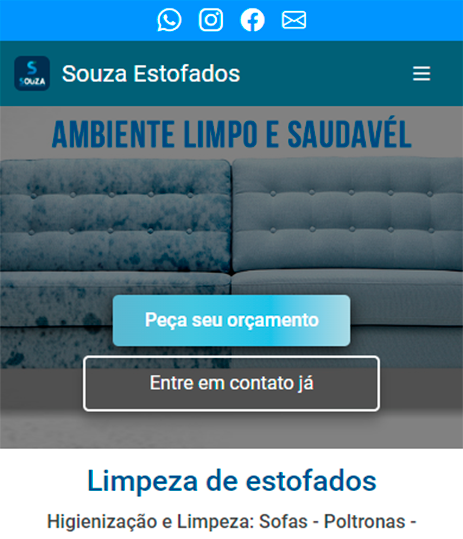 S
SOUZA
Souza Estofados
AMBIENTE LIMPO E SAUDAVÉL
Peça seu orçamento
Entre em contato já
Limpeza de estofados
Higienização e Limpeza: Sofas - Poltronas -